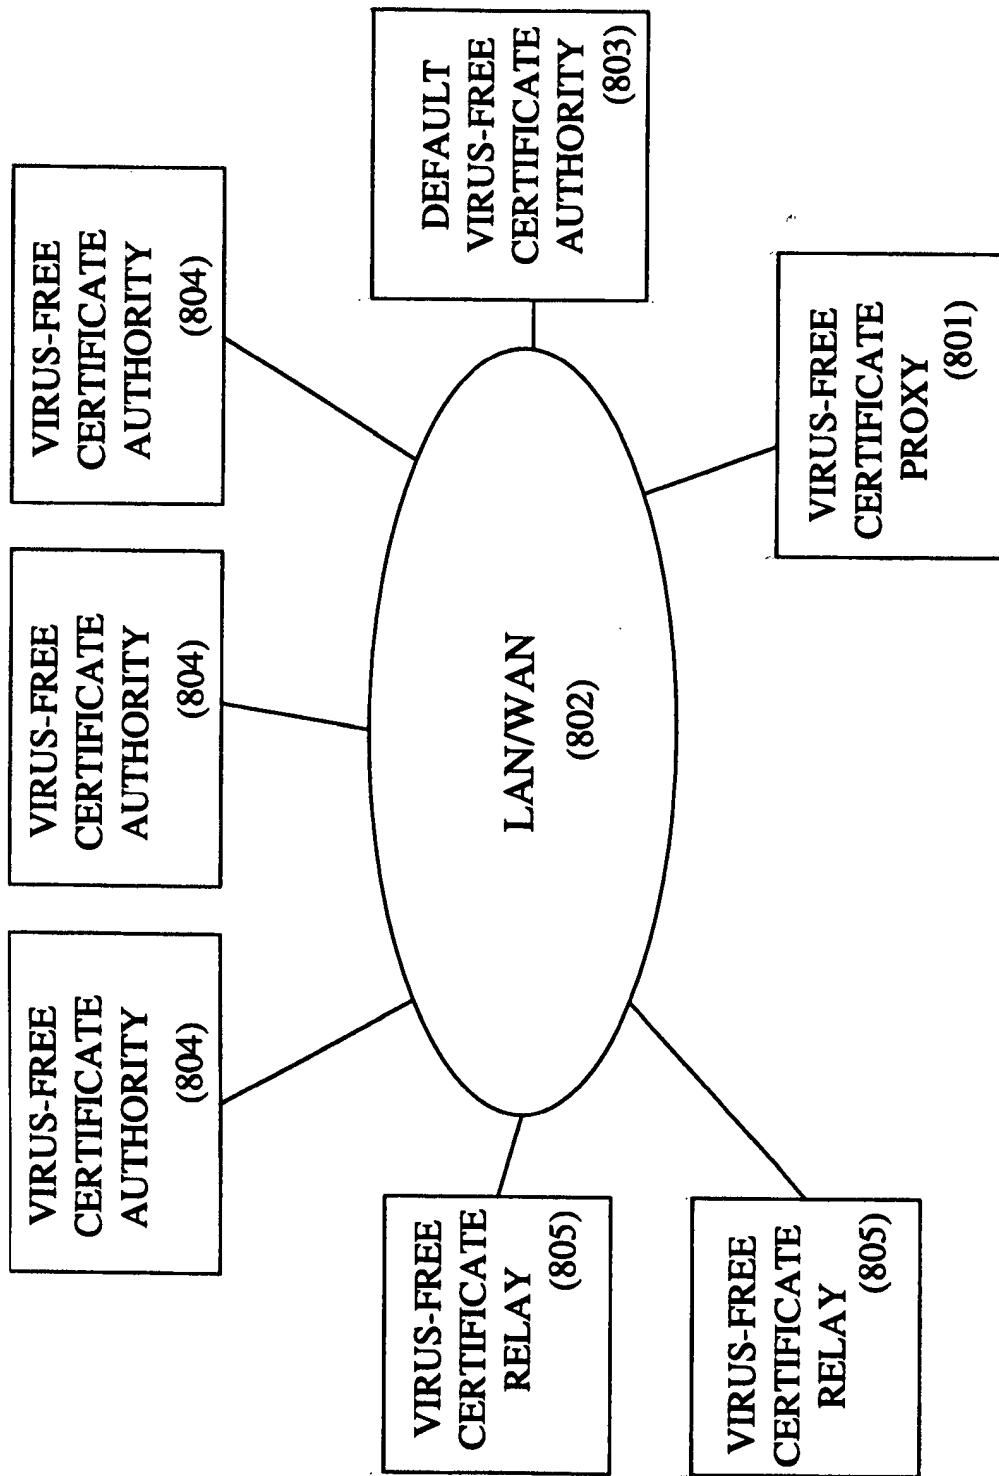 VIRUS-FREE
CERTIFICATE
AUTHORITY
(804)
VIRUS-FREE
CERTIFICATE
AUTHORITY
(804)
VIRUS-FREE
CERTIFICATE
AUTHORITY
(804)
VIRUS-FREE
CERTIFICATE
RELAY
(805)
LAN/WAN
(802)
DEFAULT
VIRUS-FREE
CERTIFICATE
AUTHORITY
(803)
VIRUS-FREE
CERTIFICATE
RELAY
(805)
VIRUS-FREE
CERTIFICATE
PROXY
(801)